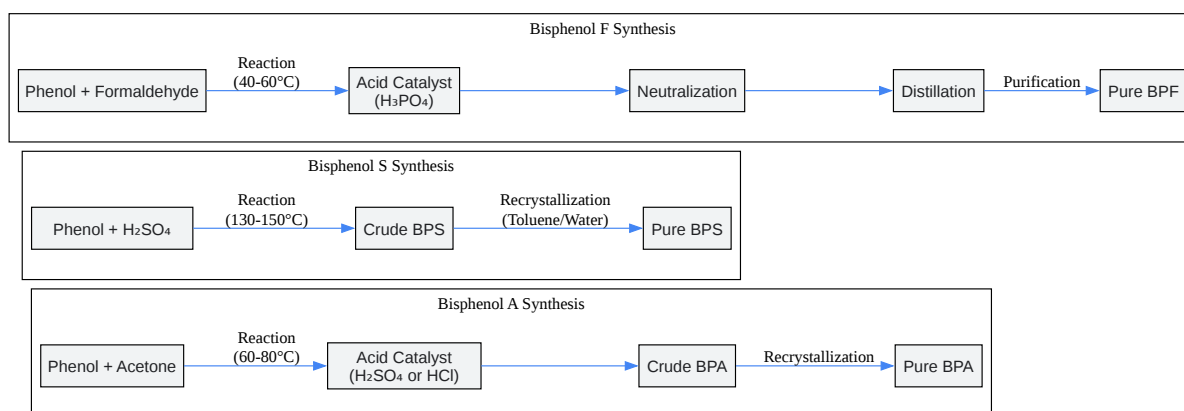 Bisphenol F Synthesis
Phenol + Formaldehyde
Reaction
(40-60°C)
Acid Catalyst
(H₃PO₄)
Neutralization
Distillation
Purification
Pure BPF
Bisphenol S Synthesis
Phenol + H₂SO₄
Reaction
(130-150°C)
Crude BPS
Recrystallization
(Toluene/Water)
Pure BPS
Bisphenol A Synthesis
Phenol + Acetone
Reaction
(60-80°C)
Acid Catalyst
(H₂SO₄ or HCl)
Crude BPA
Recrystallization
Pure BPA